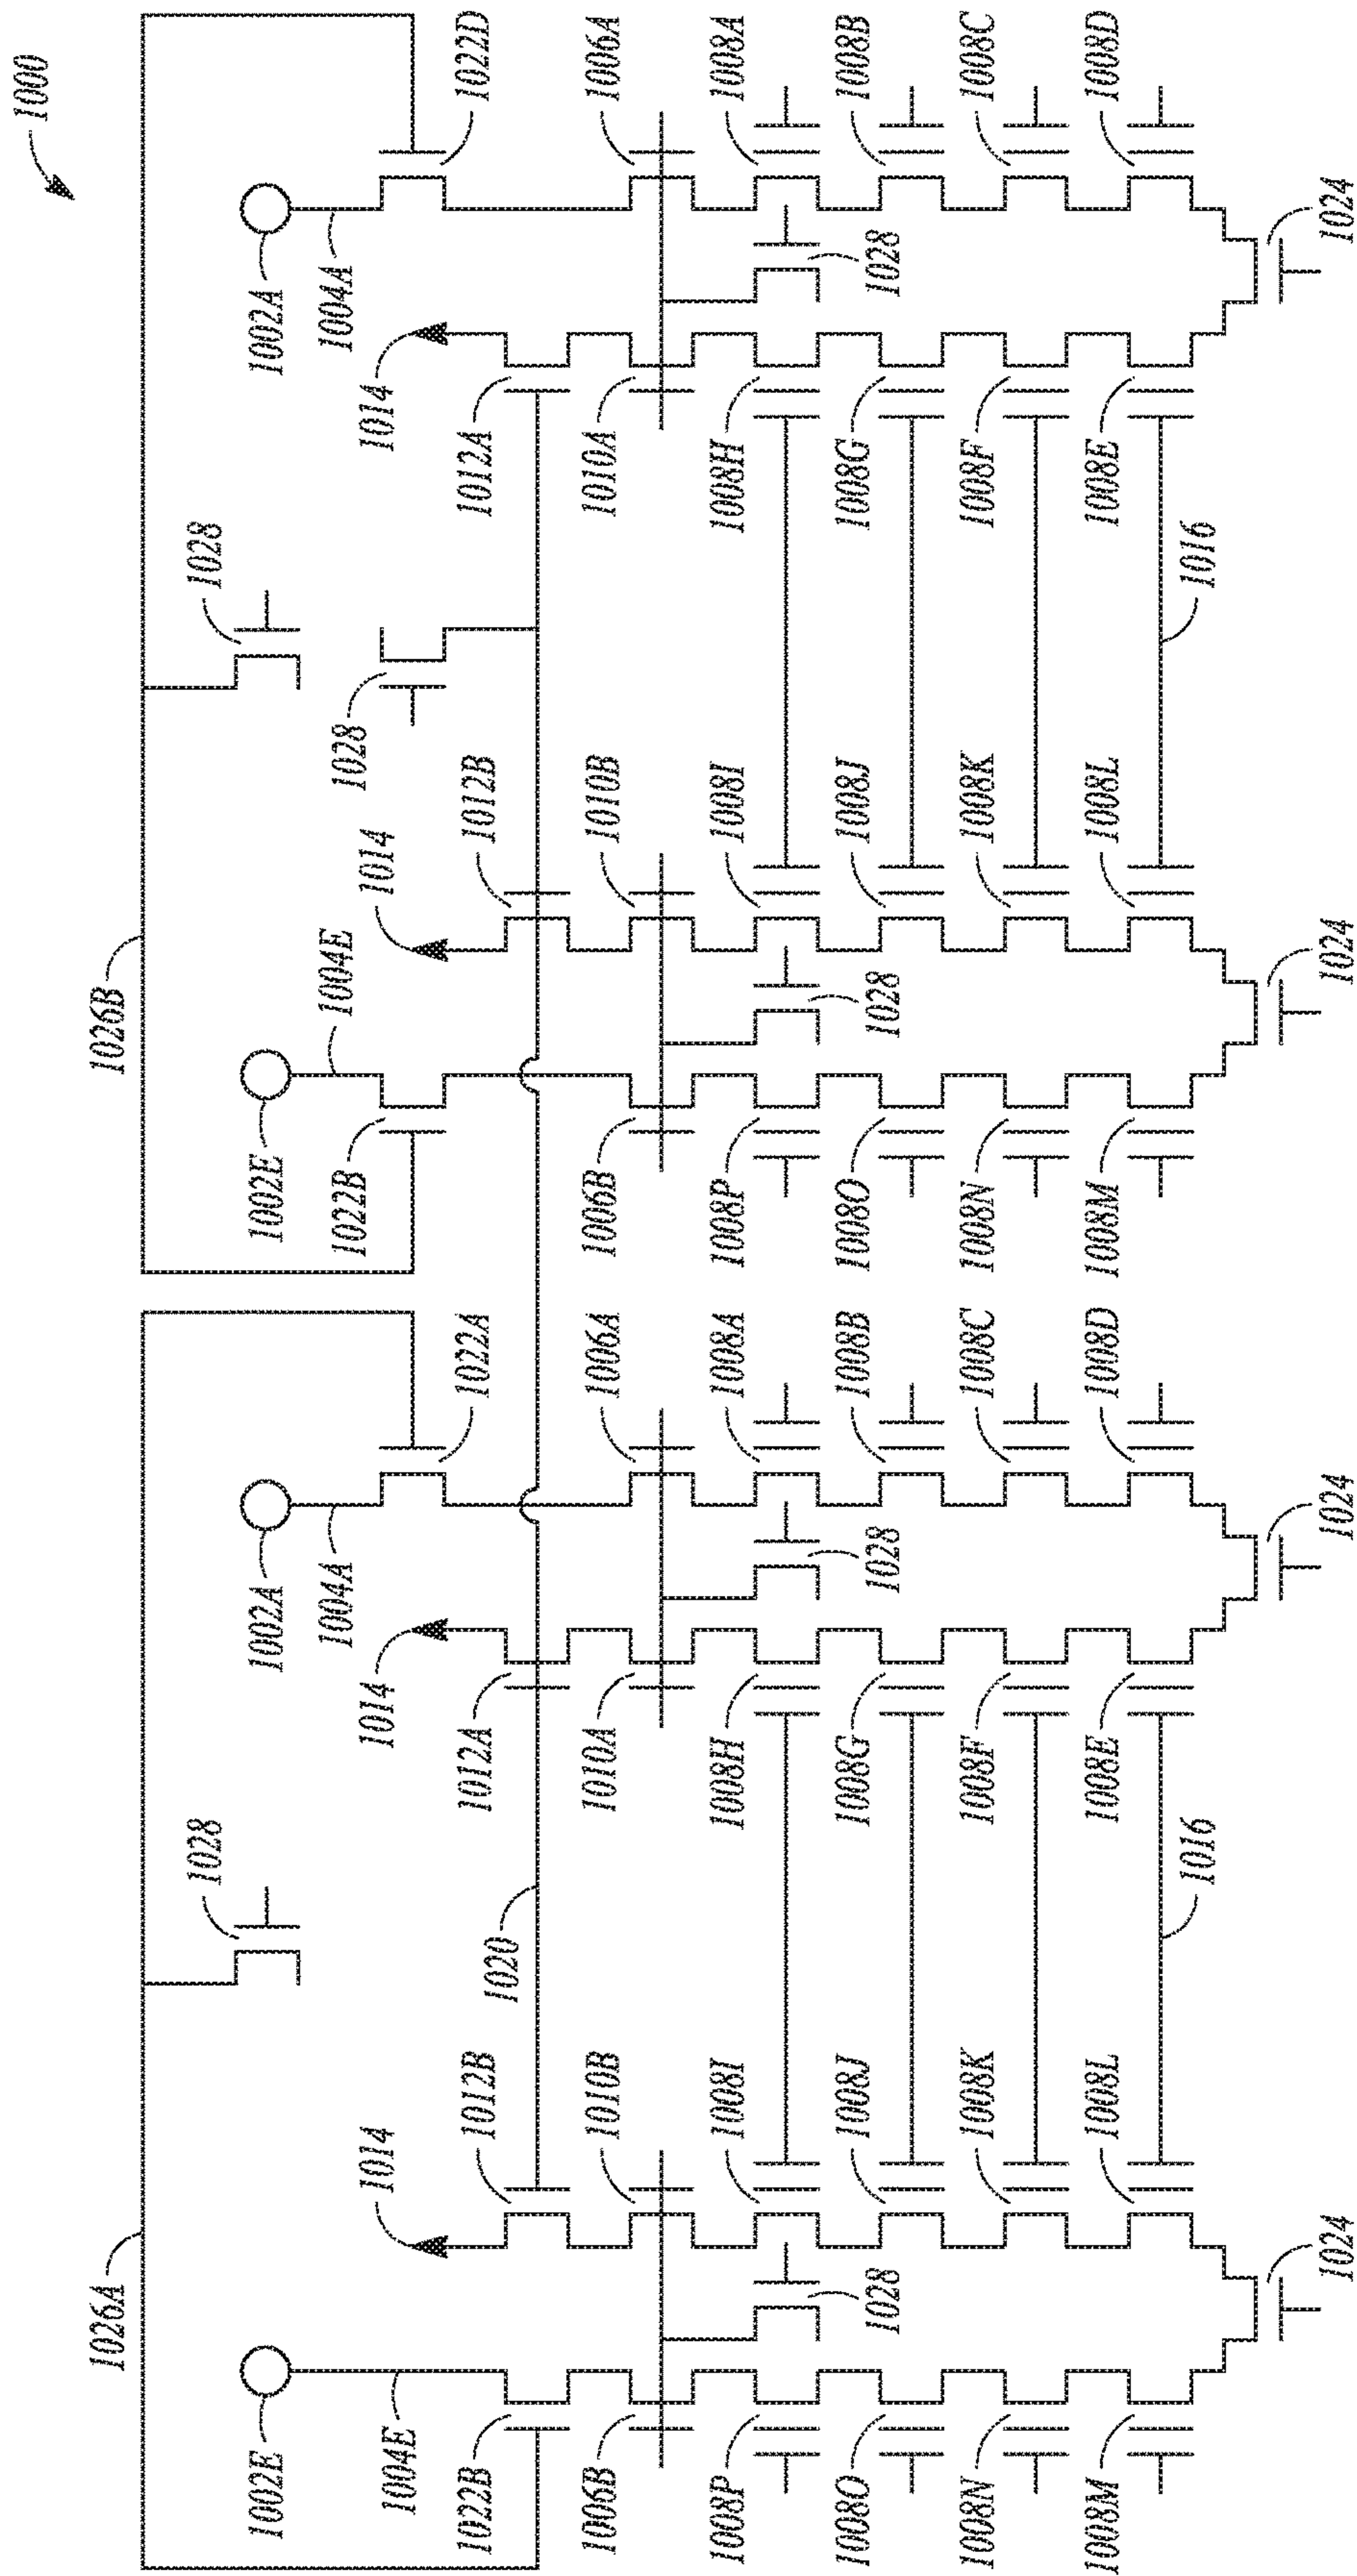 1000
1026A
1026B
1028
1028
1002E
1002A
1002E
1002A
1004A
1022B
1004E
1028
1004A
1014
1014
1014
1014
1004E
1022B
1012B
1012A
1022A
1012B
1012A
1022D
1020
1006B
1010B
1010A
1006A
1006B
1010B
1010A
1006A
1008P
1008I
1008H
1008A
1008P
1008I
1008H
1008A
1008O
1008J
1008G
1008B
1008O
1008J
1008G
1008B
1028
1028
1028
1028
1008N
1008K
1008F
1008C
1008N
1008K
1008F
1008C
1008M
1008L
1008E
1008D
1008M
1008L
1008E
1008D
1016
1016
1024
1024
1024
1024